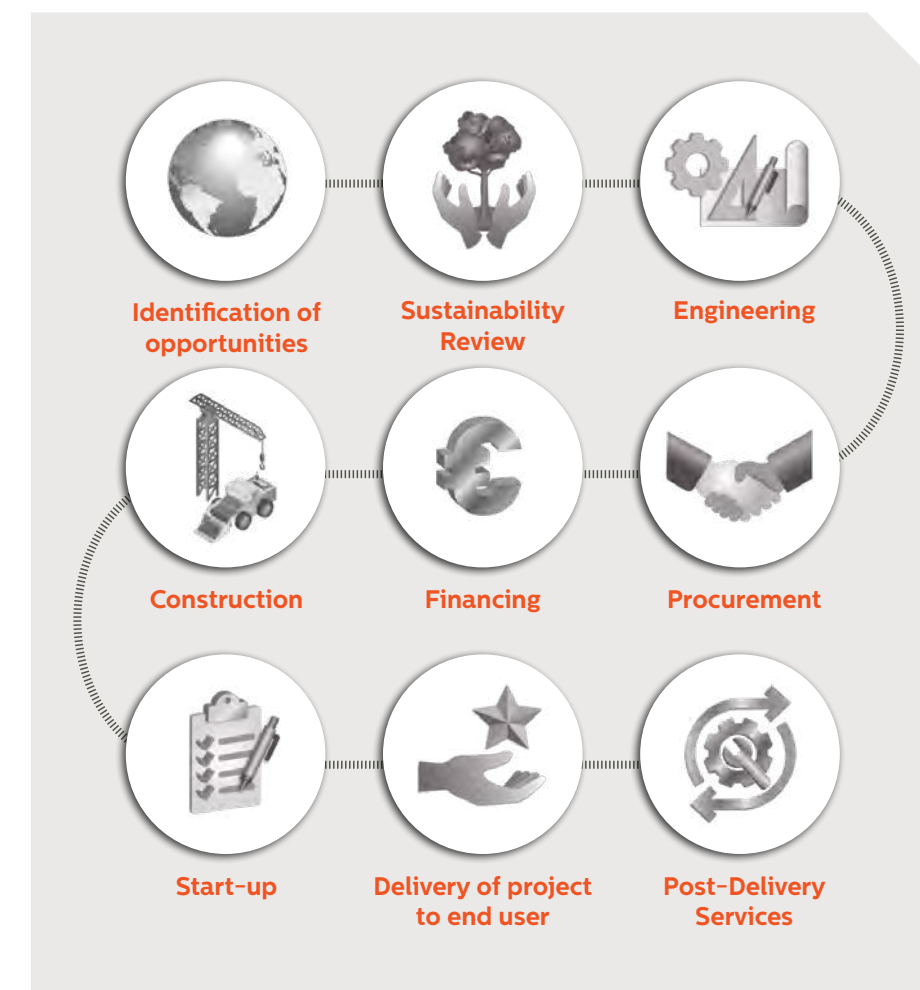 Identification of
opportunities
Sustainability
Review
Engineering
Construction
Financing
Procurement
Start-up
Delivery of project
to end user
Post-Delivery
Services